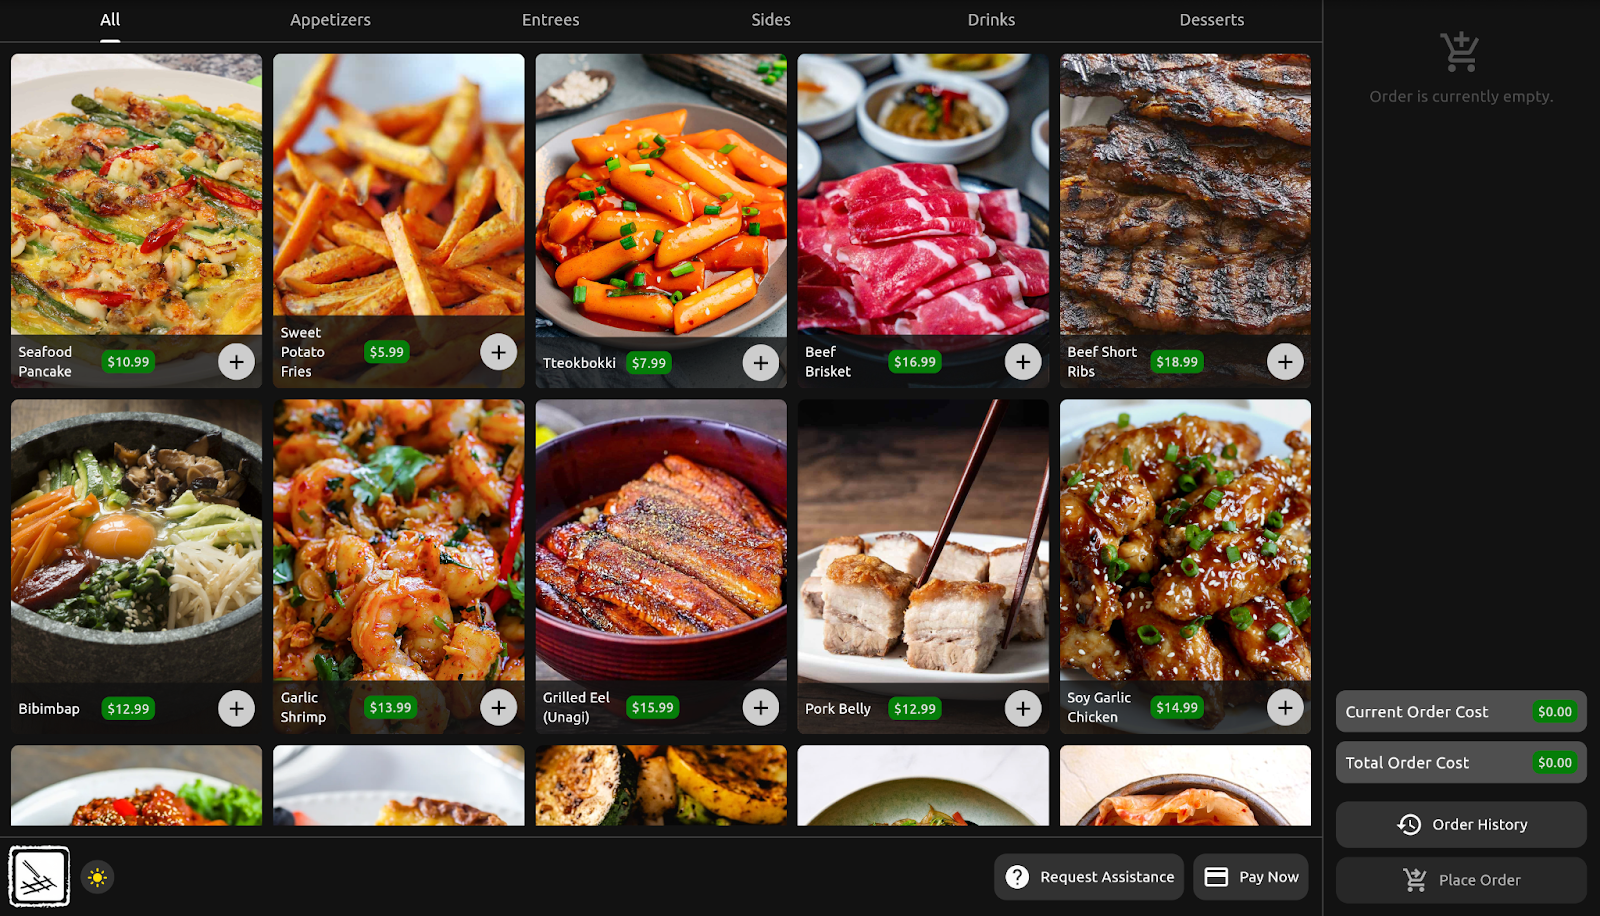 All
Appetizers
Entrees
Sides
Drinks
Desserts
Order is currently empty.
Seafood
Pancake
$10.99
Sweet
Potato
Fries
$5.99
Tteokbokki
$7.99
Beef
Brisket
$16.99
Beef Short
Ribs
$18.99
Bibimbap
$12.99
Garlic
Shrimp
$13.99
Grilled Eel
(Unagi)
$15.99
Pork Belly
$12.99
Soy Garlic
Chicken
$14.99
Current Order Cost
$0.00
Total Order Cost
$0.00
Order History
Place Order
Request Assistance
Pay Now